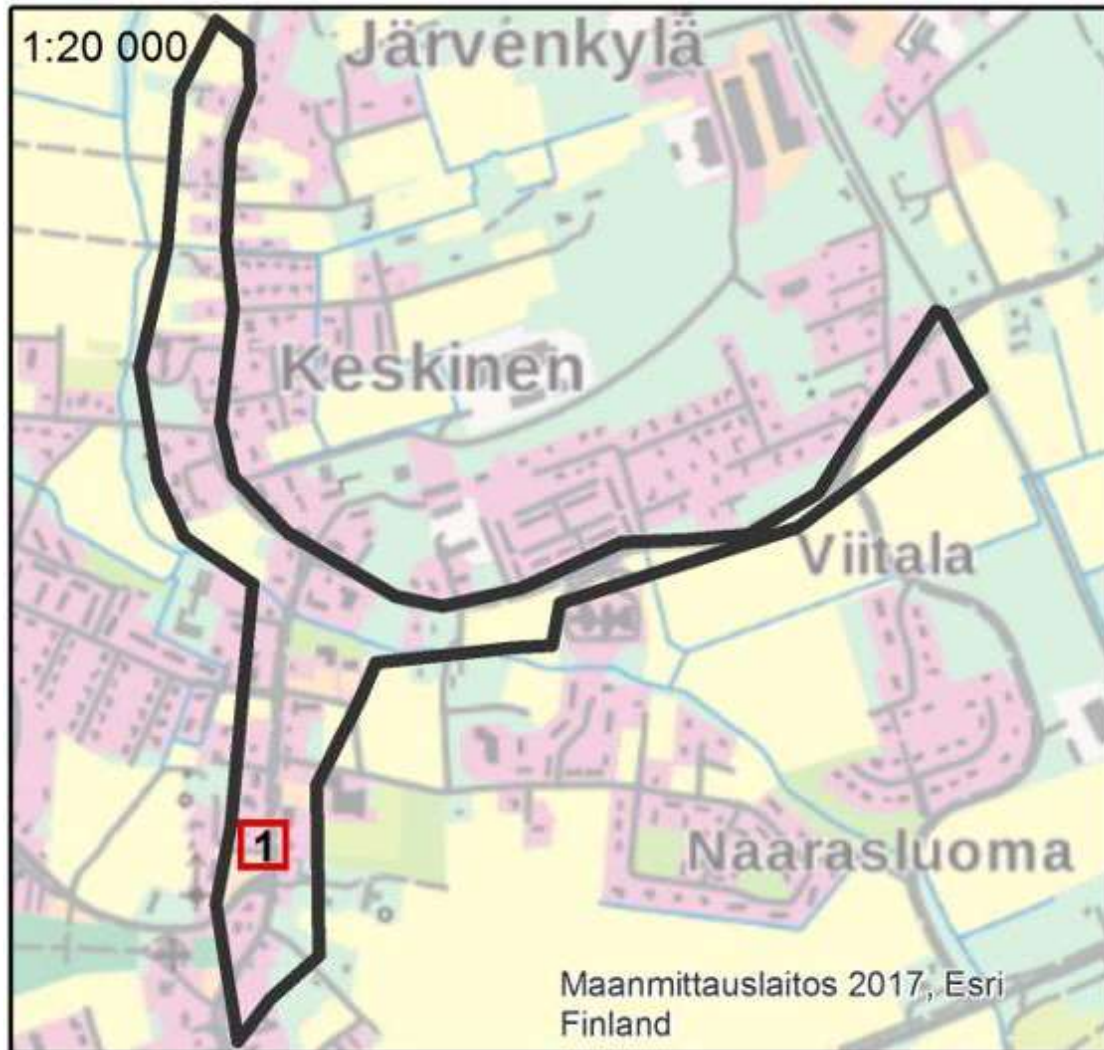 1:20 000
Järvenkylä
Keskinen
Viitala
1
Naarasluoma
Maanmittauslaitos 2017, Esri
Finland